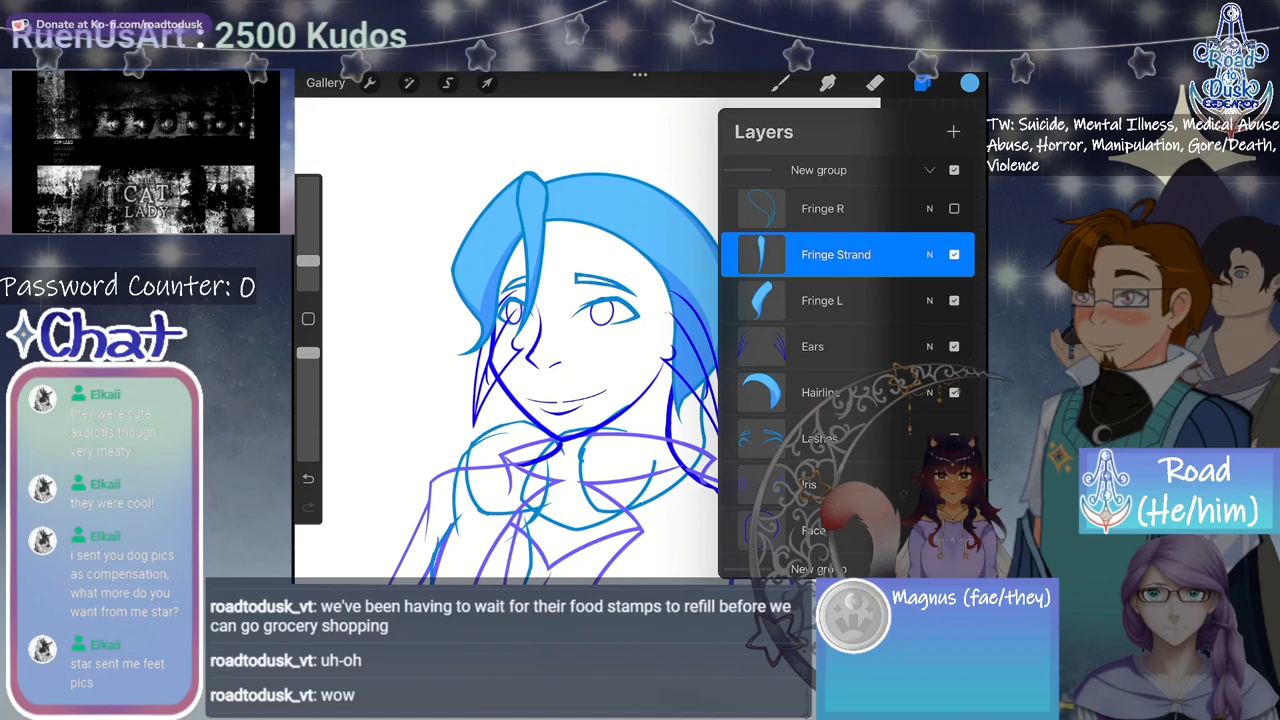 Donate at Ko-fi.com/roadtodusk
RuenUsArt : 2500 Kudos
Gallery
Layers
New group
Fringe R
N
Fringe Strand
N
Fringe L
N
Ears
N
Hairline
N
Lashes
Iris
Face
New group
THE
CAT
LADY
Road
to
Dusk
Tw: Suicide, Mental Illness, Medical Abuse
Abuse, Horror, Manipulation, Gore/Death,
Violence
Password Counter: 0
Chat
Elkaii
they were cute
axolotls though
very meaty
Elkaii
they were cool!
Elkaii
i sent you dog pics
as compensation,
what more do you
want from me star?
Elkaii
star sent me feet
pics
roadtodusk_vt: we've been having to wait for their food stamps to refill before we
can go grocery shopping
roadtodusk_vt: uh-oh
roadtodusk_vt: wow
Magnus (fae/they)
Road
(He/him)